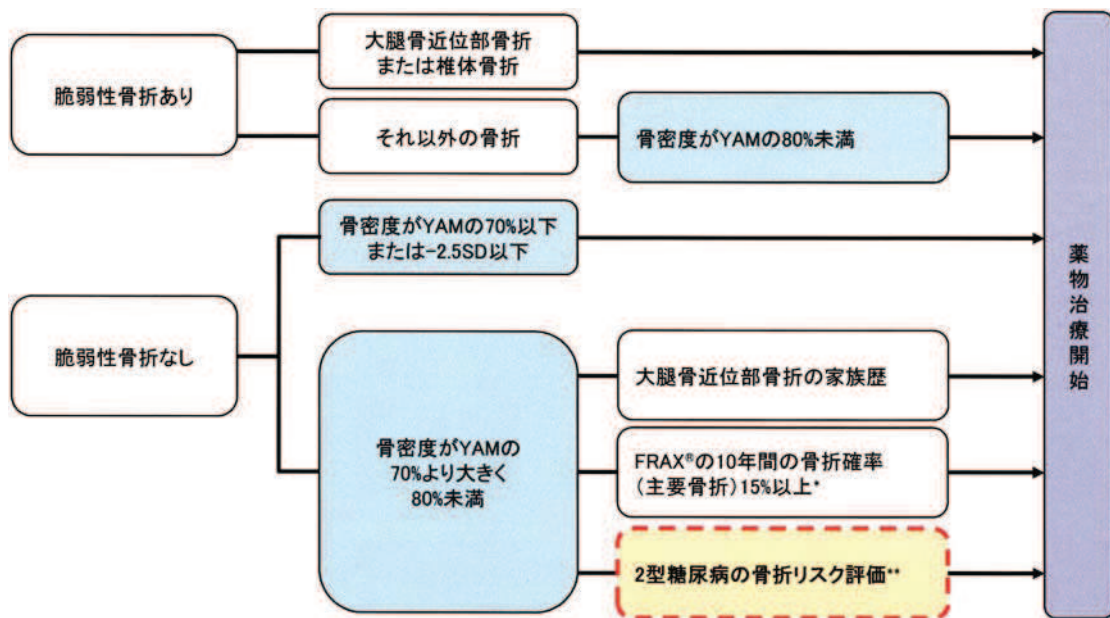 脆弱性骨折あり
大腿骨近位部骨折
または椎体骨折
それ以外の骨折
骨密度がYAMの80%未満
脆弱性骨折なし
骨密度がYAMの70%以下
または-2.5SD以下
骨密度がYAMの
70%より大きく
80%未満
大腿骨近位部骨折の家族歴
FRAX®の10年間の骨折確率
(主要骨折)15%以上*
2型糖尿病の骨折リスク評価**
薬物治療開始